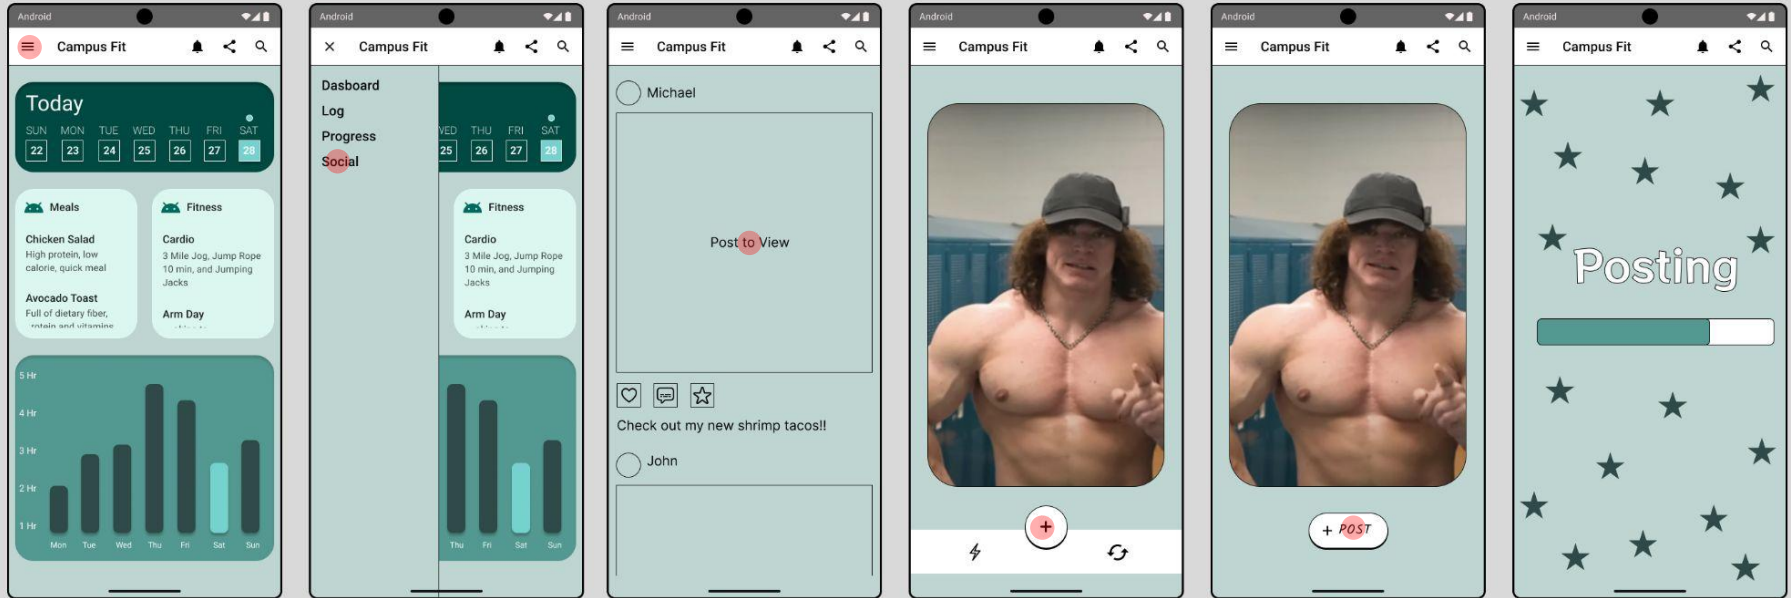 Android
Campus Fit
Today
SUN MON TUE WED THU FRI SAT
22 23 24 25 26 27 28
Meals
Chicken Salad
High protein, low
calorie, quick meal
Avocado Toast
Full of dietary fiber,
protein and vitamins
Fitness
Cardio
3 Mile Jog, Jump Rope
10 min, and Jumping
Jacks
Arm Day
5 Hr
4 Hr
3 Hr
2 Hr
1 Hr
Mon Tue Wed Thu Fri Sat Sun
Android
Campus Fit
Dasboard
Log
Progress
Social
WED THU FRI SAT
25 26 27 28
Fitness
Cardio
3 Mile Jog, Jump Rope
10 min, and Jumping
Jacks
Arm Day
Thu Fri Sat Sun
Android
Campus Fit
Michael
Post to View
Check out my new shrimp tacos!!
John
Android
Campus Fit
Android
Campus Fit
+ POST
Android
Campus Fit
Posting